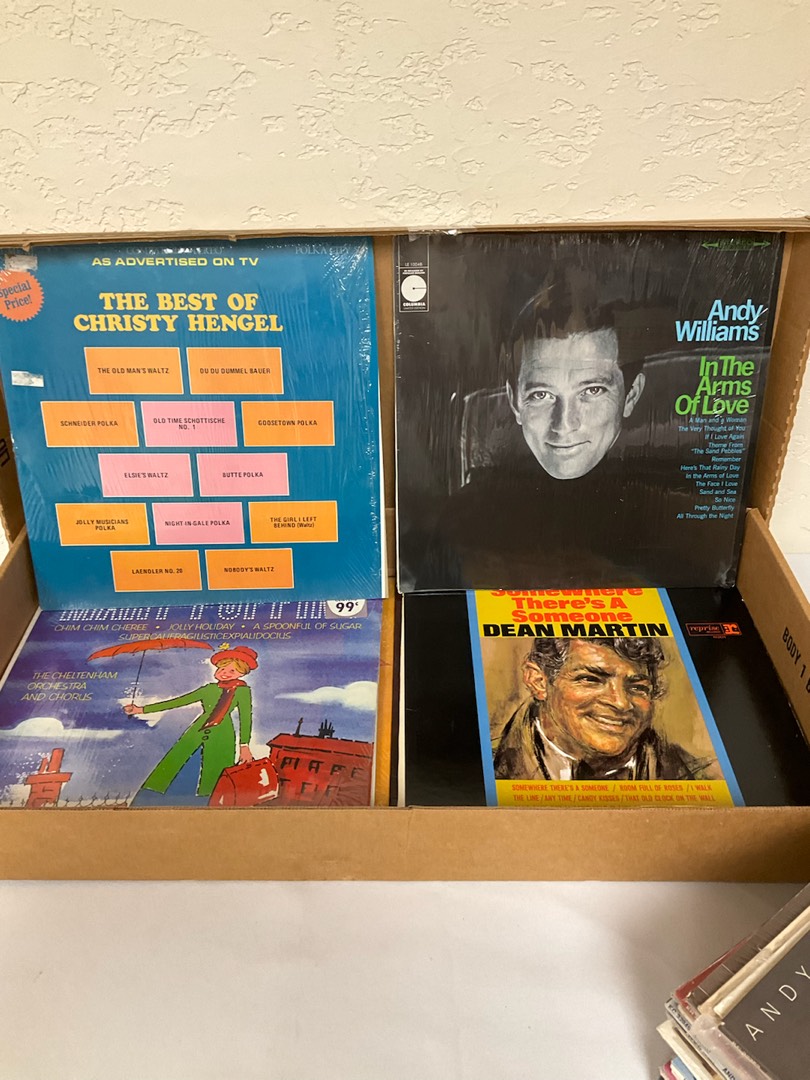 AS ADVERTISED ON TV
Special
Price!
THE BEST OF
CHRISTY HENGEL
THE OLD MAN'S WALTZ
DU DU DUMMEL BAUER
SCHNEIDER POLKA
OLD TIME SCHOTTISCHE
NO. 1
GOOSETOWN POLKA
ELSIE'S WALTZ
BUTTE POLKA
JOLLY MUSICIANS
POLKA
NIGHT-IN-GALE POLKA
THE GIRL I LEFT
BEHIND (Waltz)
LAENDLER NO. 20
NOBODY'S WALTZ
COLUMBIA
Andy
Williams
In The
Arms
Of Love
A Man and a Woman
The Very Thought of You
If I Love Again
Theme From
"The Sand Pebbles"
Remember
Here's That Rainy Day
In the Arms of Love
The Face I Love
Sand and Sea
So Nice
Pretty Butterfly
All Through the Night
99¢
CHIM CHIM CHEREE • JOLLY HOLIDAY • A SPOONFUL OF SUGAR
SUPERCALIFRAGILISTICEXPIALIDOCIUS
THE CHELTENHAM
ORCHESTRA
AND CHORUS
Somewhere
There's A
Someone
DEAN MARTIN
reprise
SOMEWHERE THERE'S A SOMEONE / ROOM FULL OF ROSES / I WALK
THE LINE / ANY TIME / CANDY KISSES / THAT OLD CLOCK ON THE WALL
BODY
ANDY